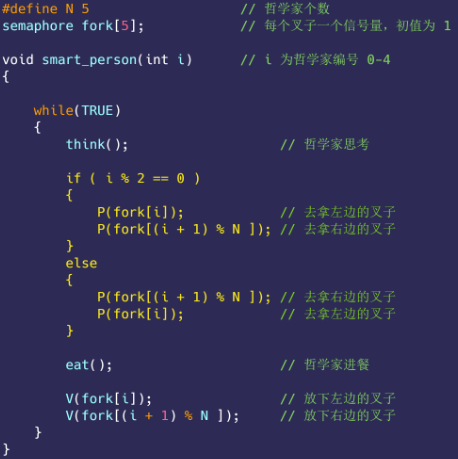 #define N 5                    // 哲学家个数
semaphore fork[5];             // 每个叉子一个信号量，初值为 1
void smart_person(int i)       // i 为哲学家编号 0-4
{
    while(TRUE)
    {
        think();                   // 哲学家思考
        if ( i % 2 == 0 )
        {
            P(fork[i]);            // 去拿左边的叉子
            P(fork[(i + 1) % N ]); // 去拿右边的叉子
        }
        else
        {
            P(fork[(i + 1) % N ]); // 去拿右边的叉子
            P(fork[i]);            // 去拿左边的叉子
        }
        eat();                     // 哲学家进餐
        V(fork[i]);                // 放下左边的叉子
        V(fork[(i + 1) % N ]);     // 放下右边的叉子
    }
}